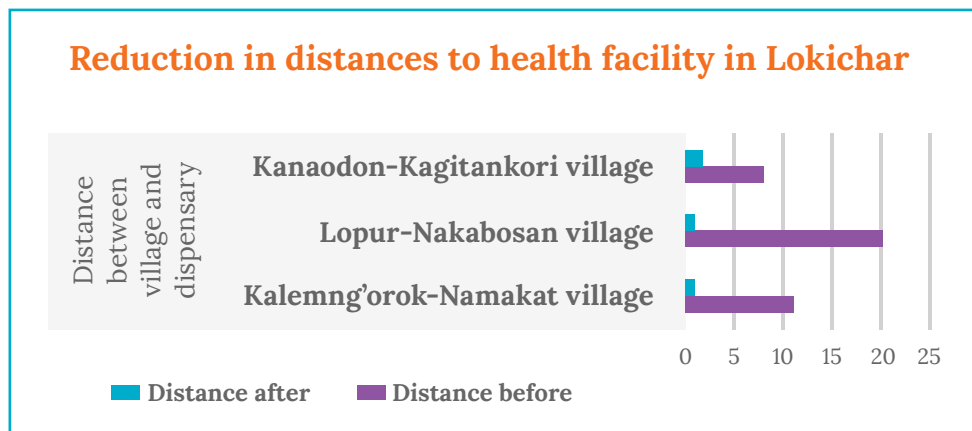 Reduction in distances to health facility in Lokichar
Distance
between
village and
dispensary
Kanaodon-Kagitankori village
Lopur-Nakabosan village
Kalemng’orok-Namakat village
0 5 10 15 20 25
Distance after Distance before